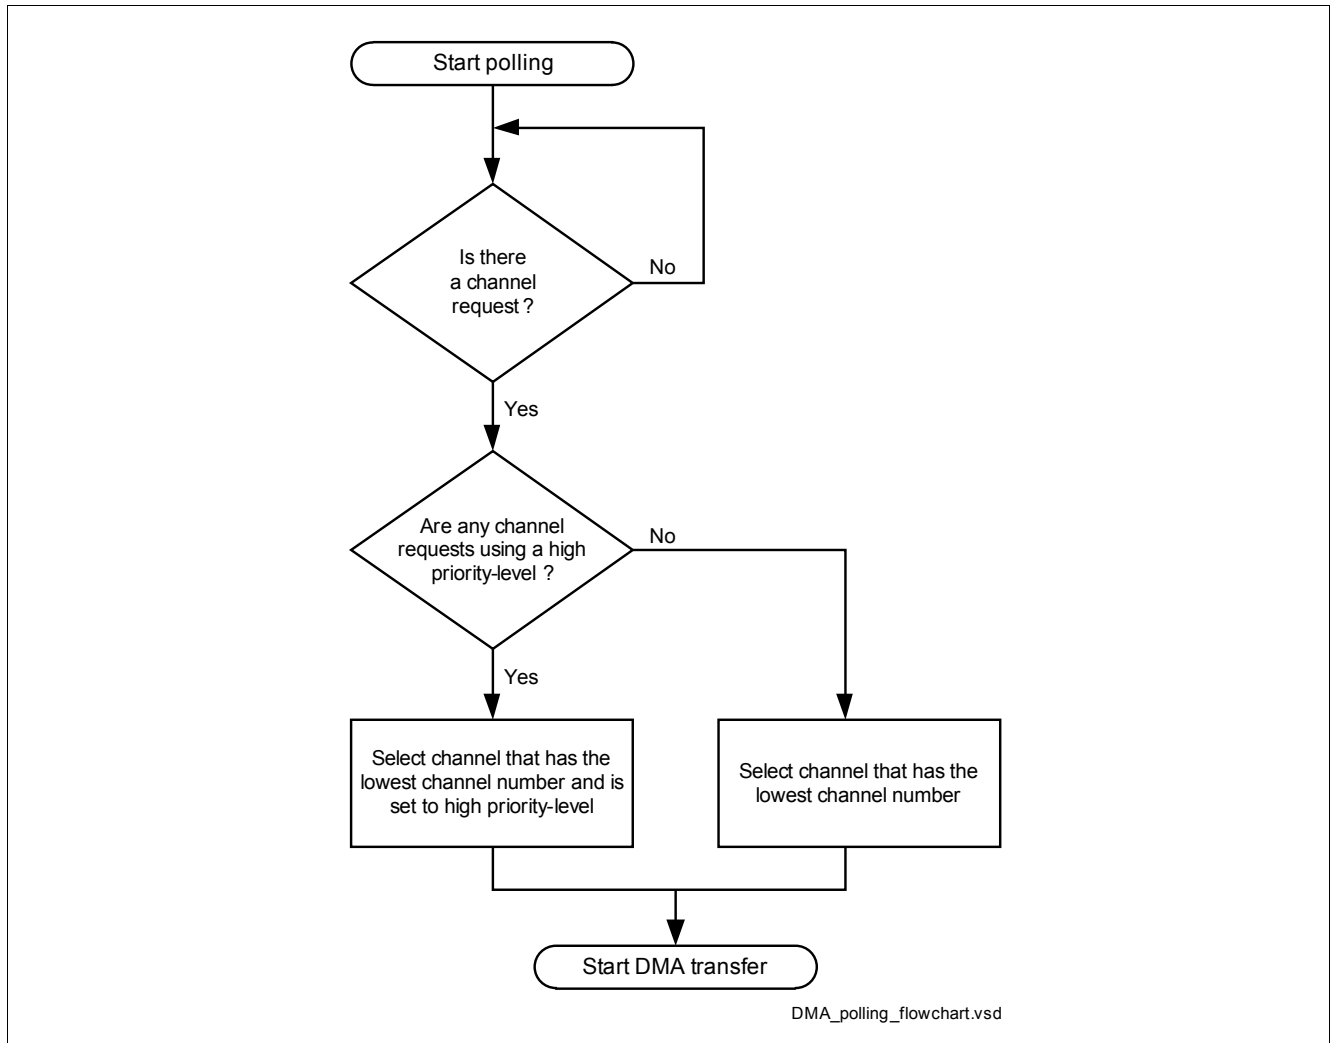 Start polling
Is there
a channel
request ?
No
Yes
Are any channel
requests using a high
priority-level ?
No
Yes
Select channel that has the
lowest channel number and is
set to high priority-level
Select channel that has the
lowest channel number
Start DMA transfer
DMA_polling_flowchart.vsd